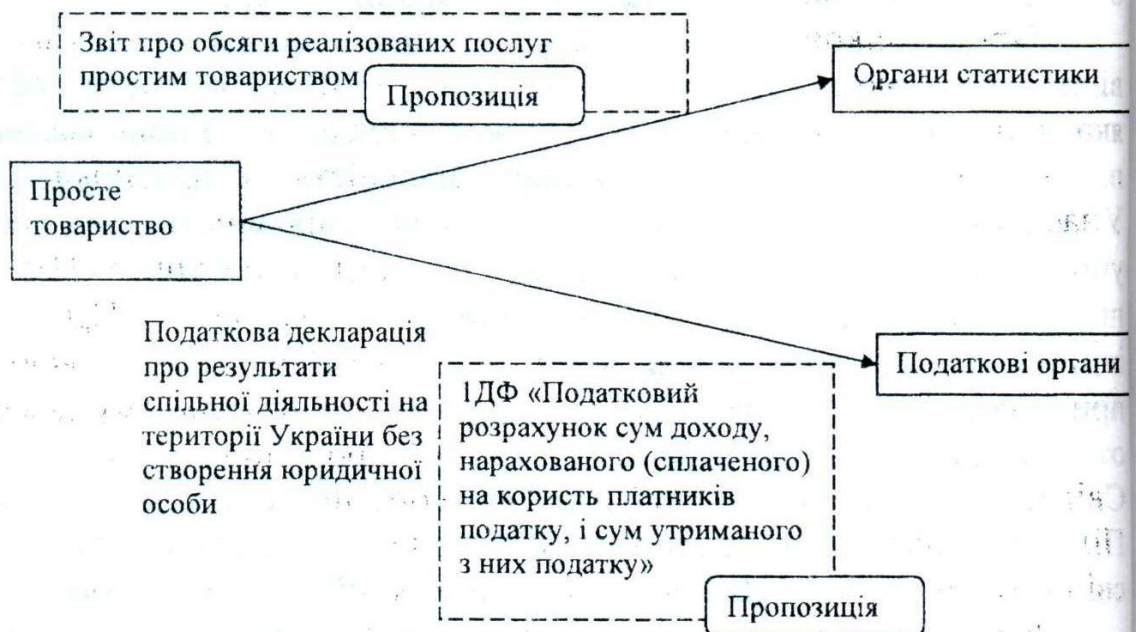 Звіт про обсяги реалізованих послуг
простим товариством
Пропозиція
Органи статистики
Просте
товариство
Податкова декларація
про результати
спільної діяльності на
території України без
створення юридичної
особи
Податкові органи
1ДФ «Податковий
розрахунок сум доходу,
нарахованого (сплаченого)
на користь платників
податку, і сум утриманого
з них податку»
Пропозиція